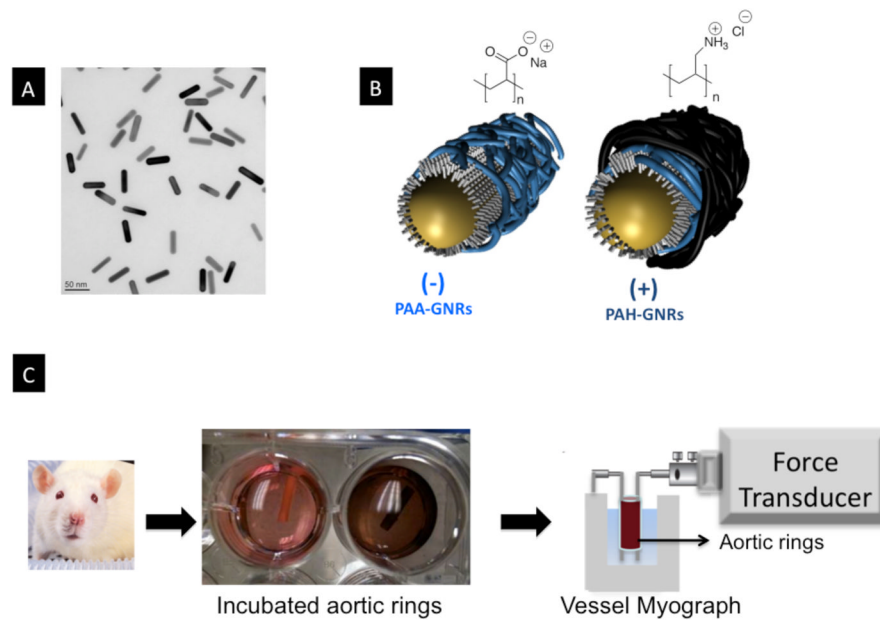 A
B
50 nm
O
O
−
Na
+
n
NH3
+
Cl
−
n
(-)
PAA-GNRs
(+)
PAH-GNRs
C
Force
Transducer
Aortic rings
Incubated aortic rings
Vessel Myograph